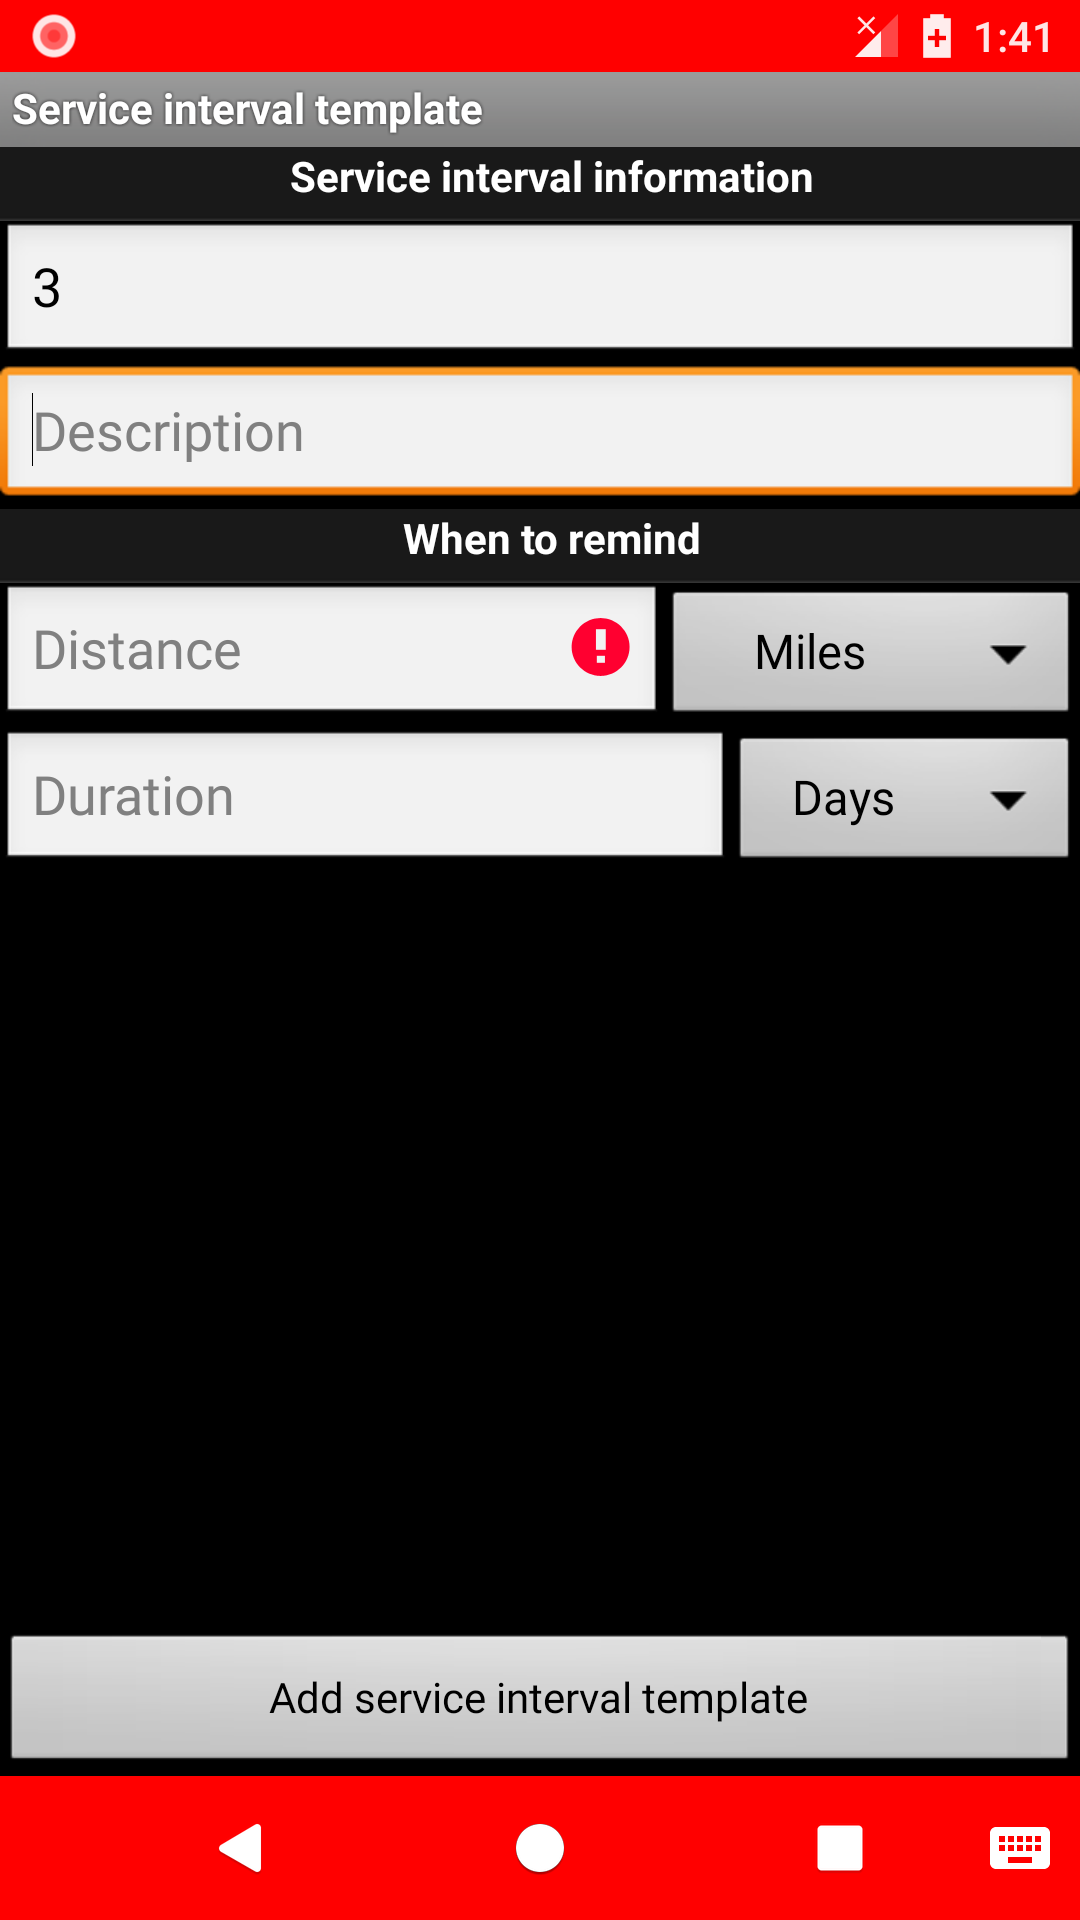 1:41
Service interval template
Service interval information
3
Description
When to remind
Distance
Miles
Duration
Days
Add service interval template